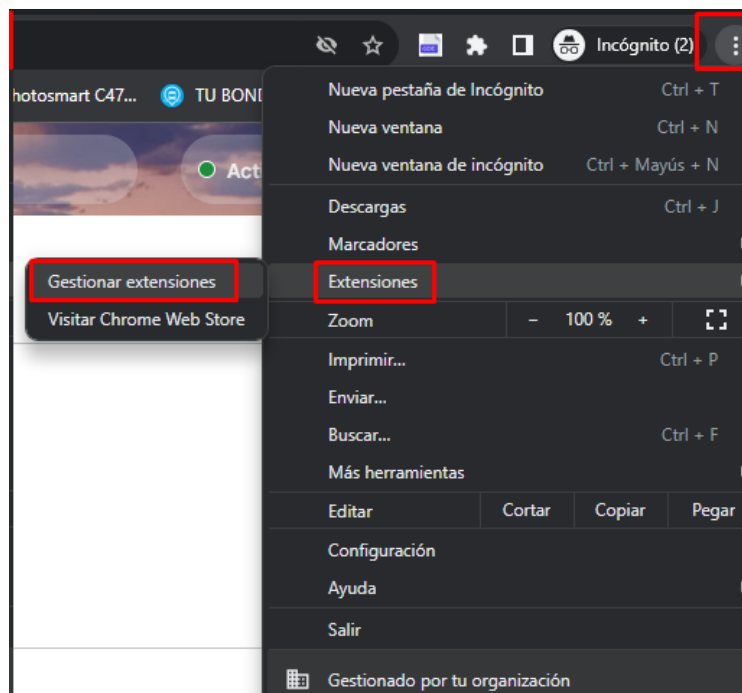 Incógnito (2)
hotosmart C47... TU BOND
Act
Nueva pestaña de Incógnito Ctrl + T
Nueva ventana Ctrl + N
Nueva ventana de incógnito Ctrl + Mayús + N
Descargas Ctrl + J
Marcadores
Gestionar extensiones
Visitar Chrome Web Store
Extensiones
Zoom – 100 % +
Imprimir... Ctrl + P
Enviar...
Buscar... Ctrl + F
Más herramientas
Editar Cortar Copiar Pegar
Configuración
Ayuda
Salir
Gestionado por tu organización